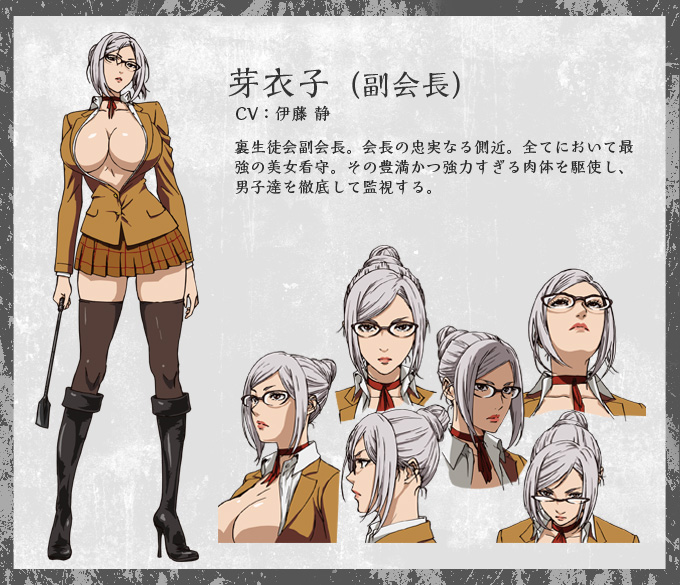 芽衣子 (副会長)
CV：伊藤 静
裏生徒会副会長。会長の忠実なる側近。全てにおいて最
強の美女看守。その豊満かつ強力すぎる肉体を駆使し、
男子達を徹底して監視する。